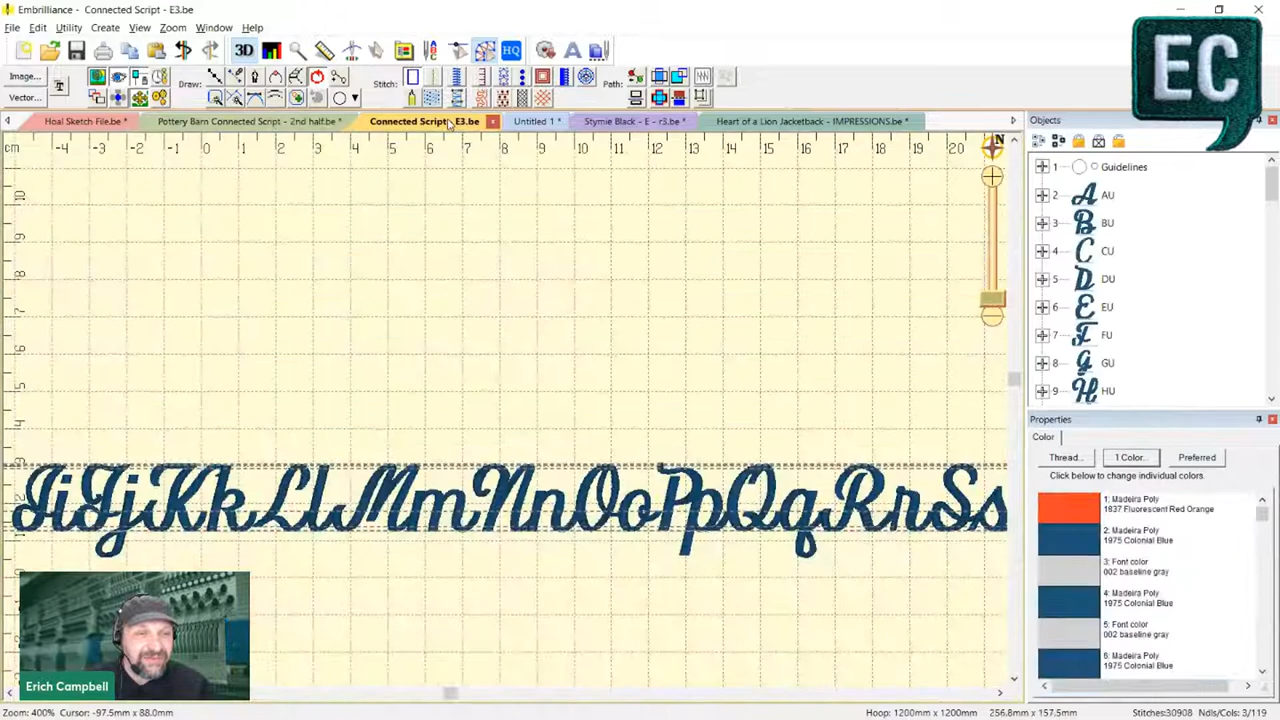 Embrilliance - Connected Script - E3.be
File Edit Utility Create View Zoom Window Help
3D HQ A
Image... Draw: Stitch: Path:
Vector...
Hoal Sketch File.be * Pottery Barn Connected Script - 2nd half.be * Connected Script - E3.be Untitled 1 * Stymie Black - E - r3.be * Heart of a Lion Jacketback - IMPRESSIONS.be *
EC
cm -4 -3 -2 -1 0 1 2 3 4 5 6 7 8 9 10 11 12 13 14 15 16 17 18 19 20 N
IiJjKkLlMmNnOoPpQqRrSs
Erich Campbell
Objects
1 Guidelines
2 A AU
3 B BU
4 C CU
5 D DU
6 E EU
7 F FU
8 G GU
9 H HU
Properties
Color
Thread... 1 Color... Preferred
Click below to change individual colors.
1: Madeira Poly
1837 Fluorescent Red Orange
2: Madeira Poly
1975 Colonial Blue
3: Font color
002 baseline gray
4: Madeira Poly
1975 Colonial Blue
5: Font color
002 baseline gray
6: Madeira Poly
1975 Colonial Blue
Zoom: 400% Cursor: -97.5mm x 88.0mm Hoop: 1200mm x 1200mm 256.8mm x 157.5mm Stitches:30908 Ndls/Cols: 3/119